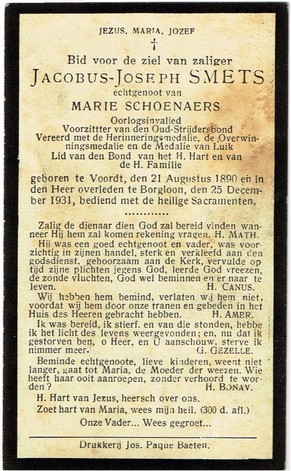 JEZUS, MARIA, JOZEF
Bid voor de ziel van zaliger
JACOBUS-JOSEPH SMETS
echtgenoot van
MARIE SCHOENAERS
Oorlogsinvalied
Voorzittter van den Oud-Strijdersbond
Vereerd met de Herinneringsmedalie, de Overwin-
ningsmedalie en de Medalie van Luik
Lid van den Bond van het H. Hart en van
de H. Familie
geboren te Voordt, den 21 Augustus 1890 en in
den Heer overleden te Borgloon, den 25 December
1931, bediend met de heilige Sacramenten.
Zalig de dienaar dien God zal bereid vinden wan-
neer Hij hem zal komen rekening vragen. H. MATH.
Hij was een goed echtgenoot en vader, was voor-
zichtig in zijnen handel, sterk en verkleefd aan den
godsdienst, gehoorzaam aan de Kerk, vervulde op
tijd zijne plichten jegens God, leerde God vreezen,
de zonde vluchten, God wel beminnen en er naar te
leven. H. CANUS.
Wij hebben hem bemind, verlaten wij hem niet,
voor dat wij hem door onze tranen en gebeden in het
Huis des Heeren gebracht hebben. H. AMBR.
Ik was bereid, ik stierf, en van die stonden, hebbe
ik het licht des levens weergevonden; en, nu dat ik
gestorven ben, o Heer, en U aanschouw, sterve ik
nimmermeer. G. GEZELLE.
Beminde echtgenoote, lieve kinderen, weent niet
langer, gaat tot Maria, de Moeder der weezen. Wie heeft
haar ooit aanroepen, zonder verhoord te worden?
H. BONAV.
H. Hart van Jezus, heersch over ons.
Zoet hart van Maria, wees mijn heil. (300 d. afl.)
Onze Vader... Wees gegroet...
Drukkerij Jos. Paque Baeten.